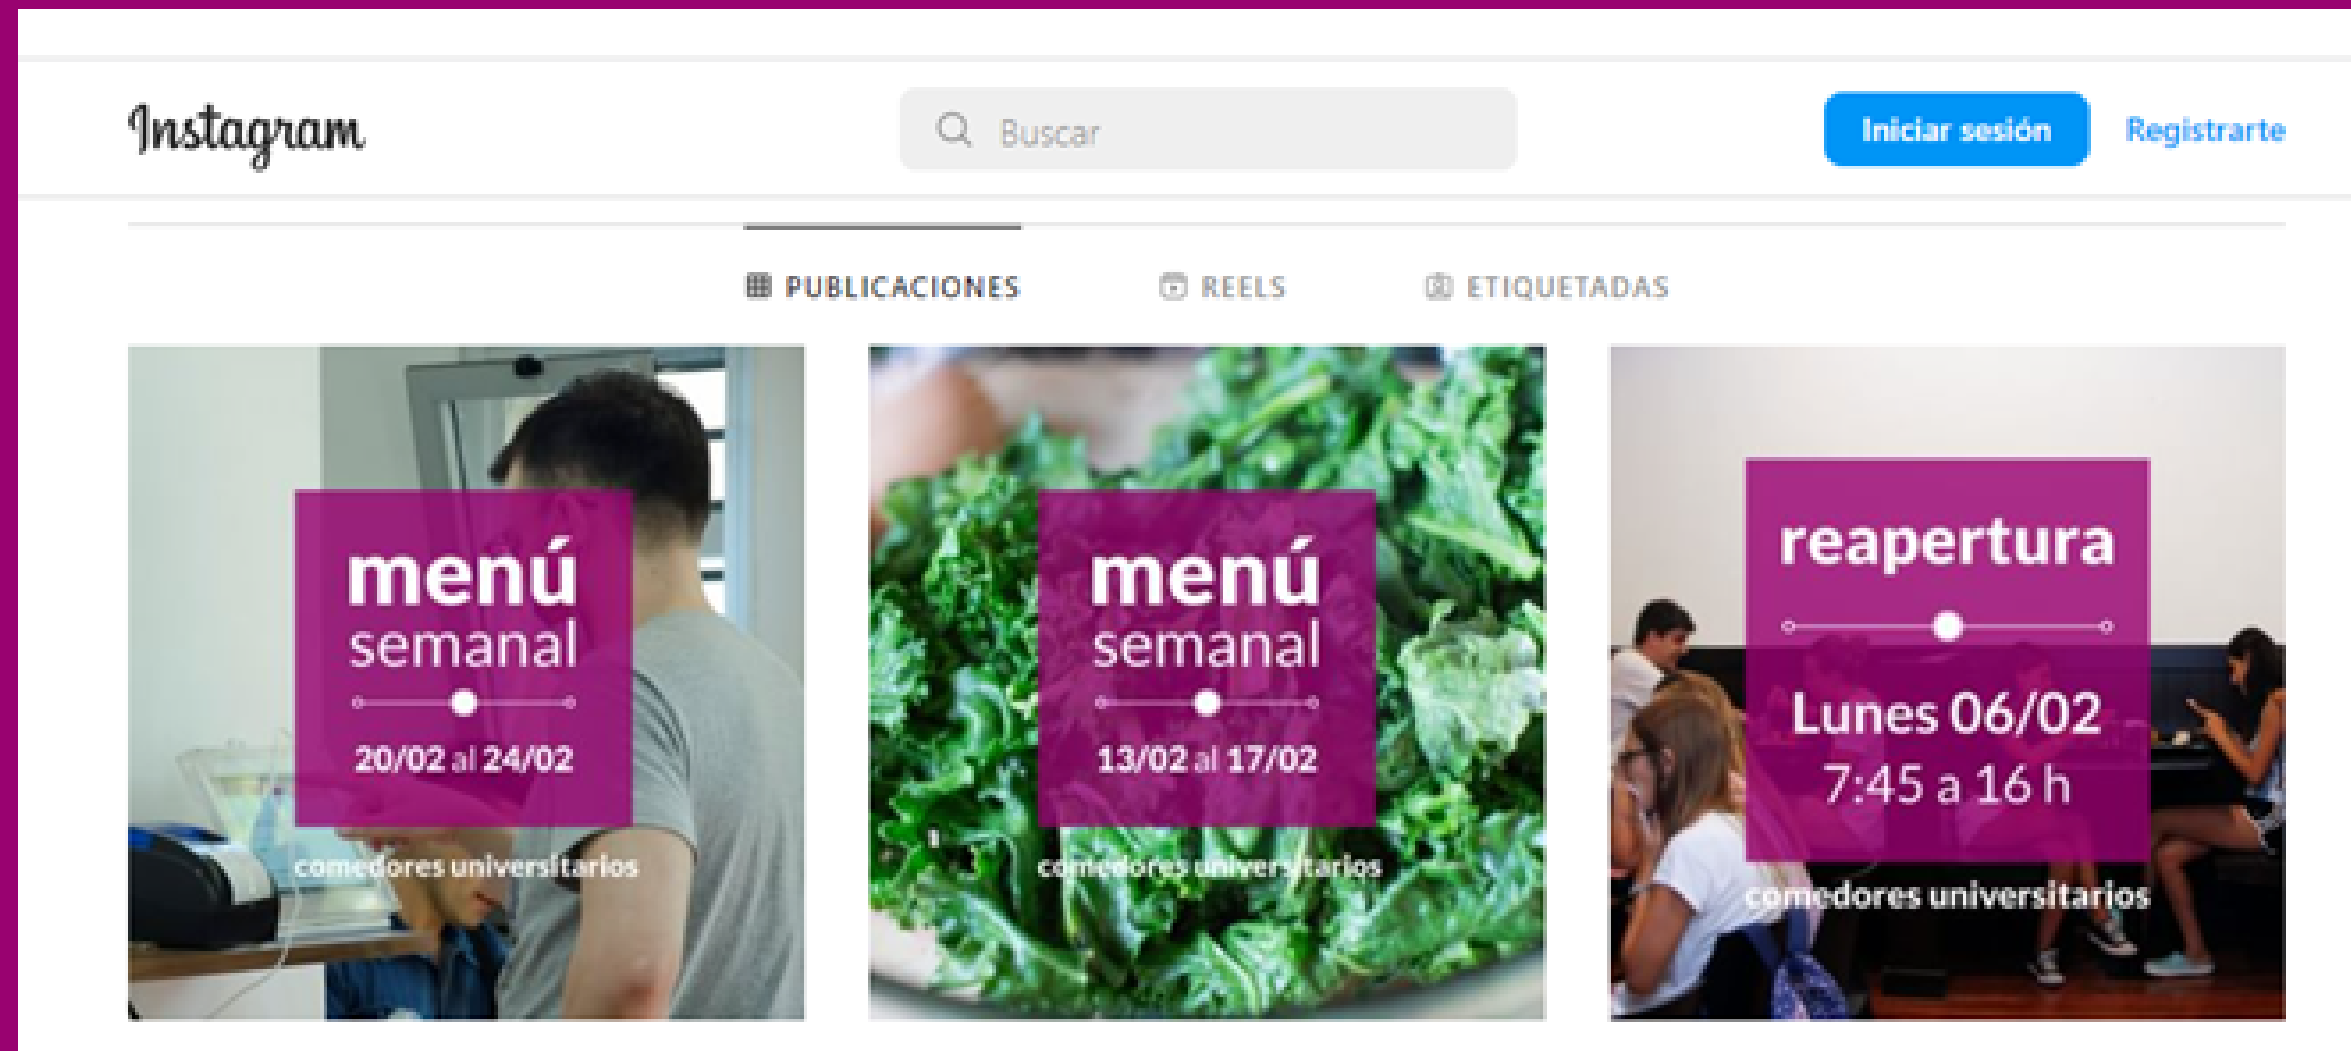 Instagram
Buscar
Iniciar sesión
Registrarte
PUBLICACIONES
REELS
ETIQUETADAS
menú
semanal
20/02 al 24/02
comedores universitarios
menú
semanal
13/02 al 17/02
comedores universitarios
reapertura
Lunes 06/02
7:45 a 16 h
comedores universitarios